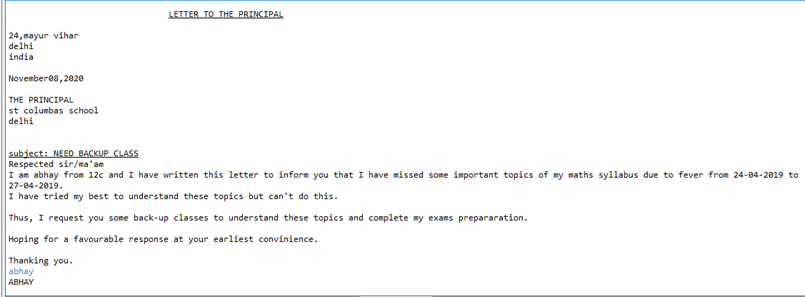 LETTER TO THE PRINCIPAL
24,mayur vihar
delhi
india
November08,2020
THE PRINCIPAL
st columbas school
delhi
subject: NEED BACKUP CLASS
Respected sir/ma'am
I am abhay from 12c and I have written this letter to inform you that I have missed some important topics of my maths syllabus due to fever from 24-04-2019 to
27-04-2019.
I have tried my best to understand these topics but can't do this.
Thus, I request you some back-up classes to understand these topics and complete my exams prepararation.
Hoping for a favourable response at your earliest convinience.
Thanking you.
abhay
ABHAY